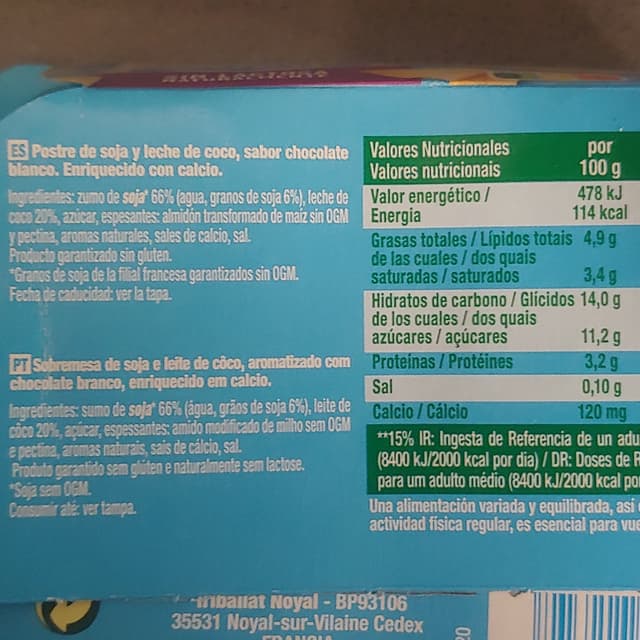 SIN LACTOSA
ES Postre de soja y leche de coco, sabor chocolate
blanco. Enriquecido con calcio.
Ingredientes: zumo de soja* 66% (agua, granos de soja 6%), leche de
coco 20%, azúcar, espesantes: almidón transformado de maíz sin OGM
y pectina, aromas naturales, sales de calcio, sal.
Producto garantizado sin gluten.
*Granos de soja de la filial francesa garantizados sin OGM.
Fecha de caducidad: ver la tapa.
PT Sobremesa de soja e leite de côco, aromatizado com
chocolate branco, enriquecido em calcio.
Ingredientes: sumo de soja* 66% (água, grãos de soja 6%), leite de
côco 20%, açúcar, espessantes: amido modificado de milho sem OGM
e pectina, aromas naturais, sais de cálcio, sal.
Produto garantido sem glúten e naturalmente sem lactose.
*Soja sem OGM.
Consumir até: ver tampa.
Valores Nutricionales por
Valores nutricionais 100 g
Valor energético / 478 kJ
Energia 114 kcal
Grasas totales / Lípidos totais 4,9 g
de las cuales / dos quais
saturadas / saturados 3,4 g
Hidratos de carbono / Glícidos 14,0 g
de los cuales / dos quais
azúcares / açúcares 11,2 g
Proteínas / Protéines 3,2 g
Sal 0,10 g
Calcio / Cálcio 120 mg
**15% IR: Ingesta de Referencia de un adu
(8400 kJ/2000 kcal por dia) / DR: Doses de R
para um adulto médio (8400 kJ/2000 kcal por
Una alimentación variada y equilibrada, así
actividad física regular, es esencial para vue
Triballat Noyal - BP93106
35531 Noyal-sur-Vilaine Cedex
FRANCIA